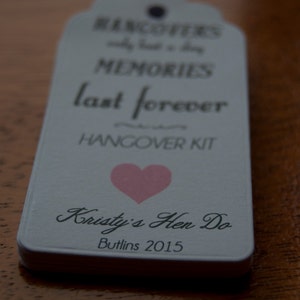 HANGOVERS
only last a day
MEMORIES
last forever
HANGOVER KIT
Kristy's Hen Do
Butlins 2015